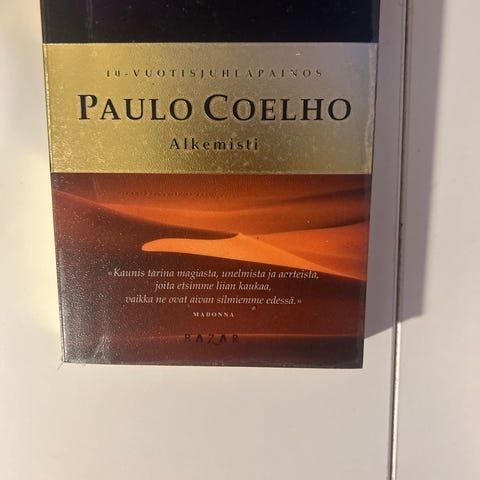 10-VUOTISJUHLAPAINOS
PAULO COELHO
Alkemisti
«Kaunis tarina magiasta, unelmista ja aarteista,
joita etsimme liian kaukaa,
vaikka ne ovat aivan silmiemme edessä.»
MADONNA
BAZAR